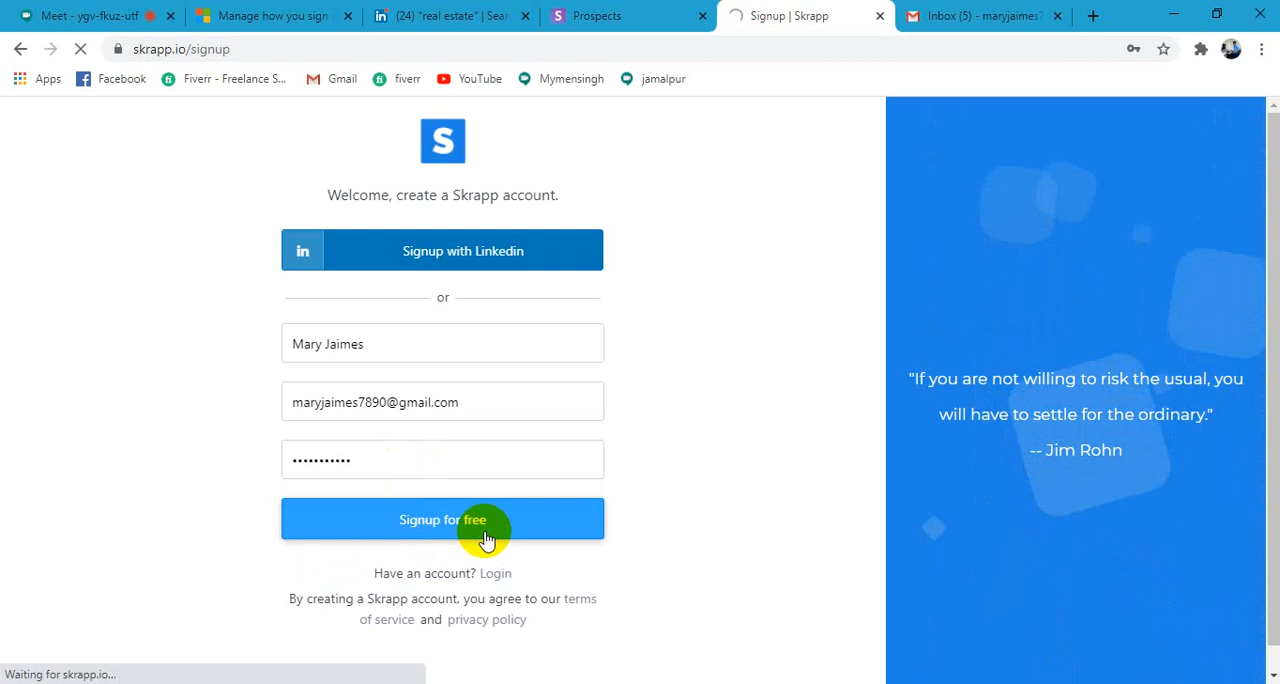 Meet - ygv-fkuz-utf
Manage how you sign
(24) "real estate" | Sear
Prospects
Signup | Skrapp
Inbox (5) - maryjaimes7
skrapp.io/signup
Apps
Facebook
Fiverr - Freelance S...
Gmail
fiverr
YouTube
Mymensingh
jamalpur
S
Welcome, create a Skrapp account.
in Signup with Linkedin
or
Mary Jaimes
maryjaimes7890@gmail.com
•••••••••••
Signup for free
Have an account? Login
By creating a Skrapp account, you agree to our terms
of service and privacy policy
"If you are not willing to risk the usual, you
will have to settle for the ordinary."
-- Jim Rohn
Waiting for skrapp.io...